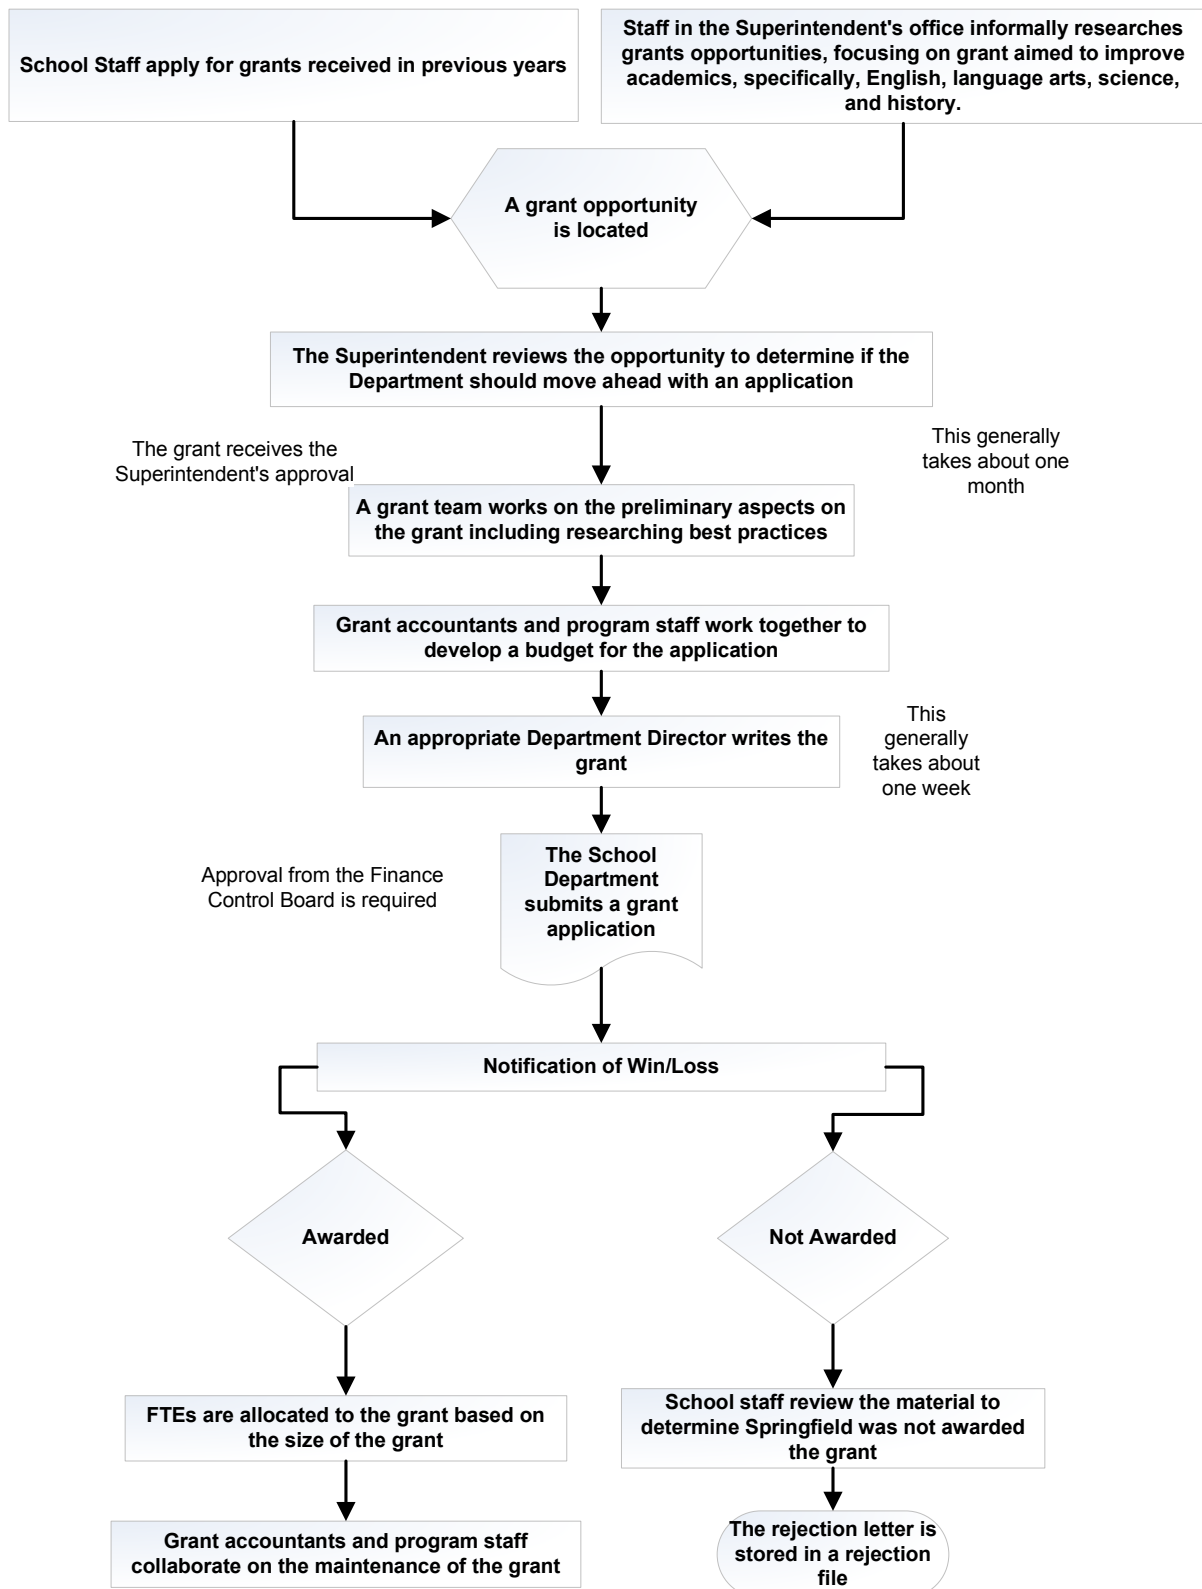 School Staff apply for grants received in previous years
Staff in the Superintendent's office informally researches
grants opportunities, focusing on grant aimed to improve
academics, specifically, English, language arts, science,
and history.
A grant opportunity
is located
The Superintendent reviews the opportunity to determine if the
Department should move ahead with an application
The grant receives the
Superintendent's approval
This generally
takes about one
month
A grant team works on the preliminary aspects on
the grant including researching best practices
Grant accountants and program staff work together to
develop a budget for the application
An appropriate Department Director writes the
grant
This
generally
takes about
one week
Approval from the Finance
Control Board is required
The School
Department
submits a grant
application
Notification of Win/Loss
Awarded
Not Awarded
FTEs are allocated to the grant based on
the size of the grant
School staff review the material to
determine Springfield was not awarded
the grant
Grant accountants and program staff
collaborate on the maintenance of the grant
The rejection letter is
stored in a rejection
file